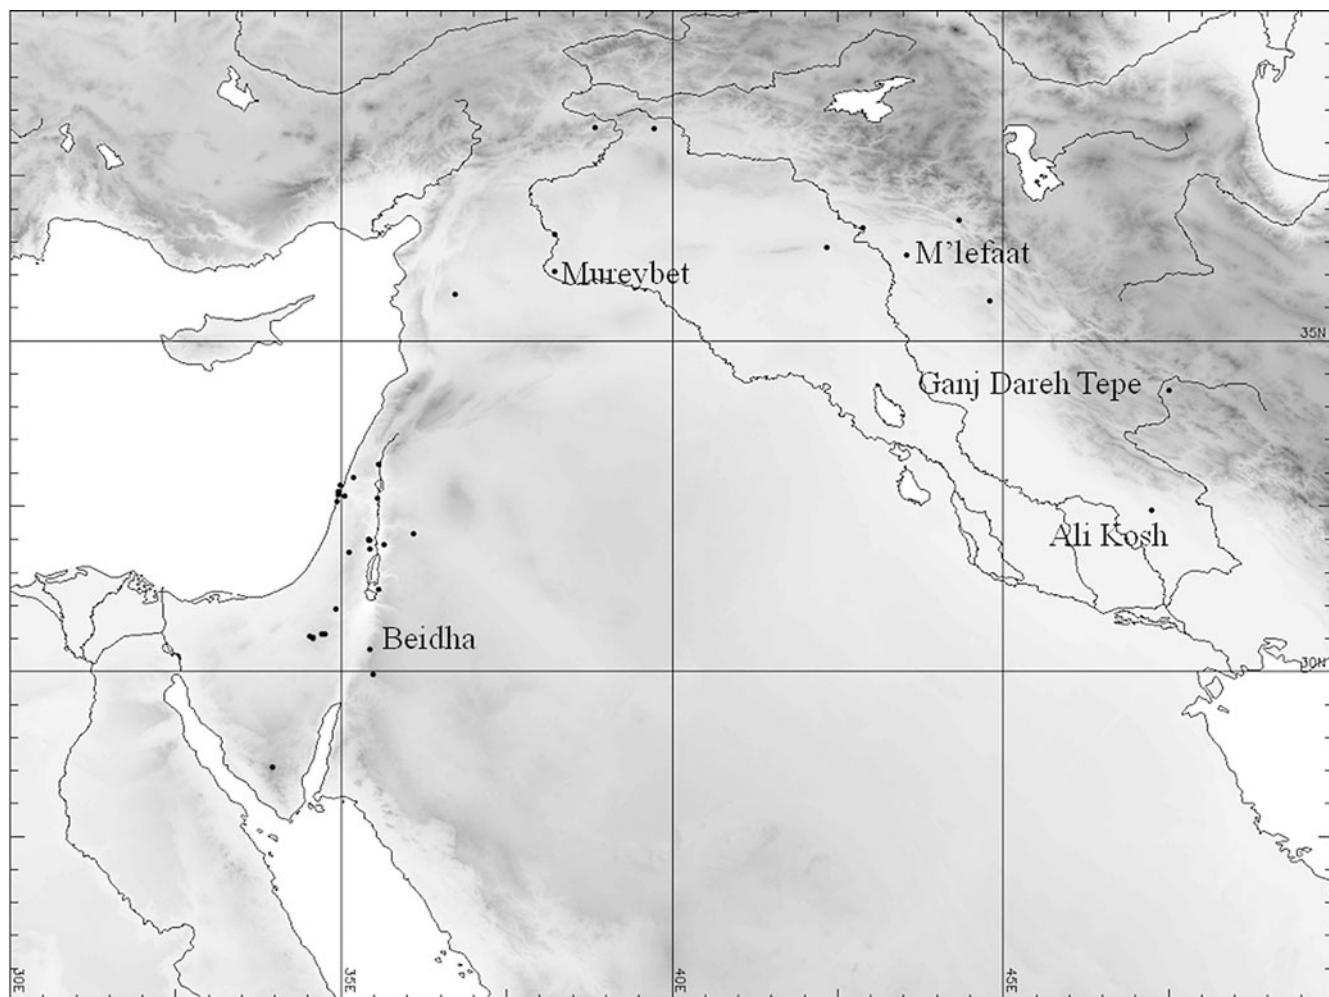 M’lefaat
Mureybet
35N
Ganj Dareh Tepe
Ali Kosh
Beidha
30N
30E
35E
40E
45E